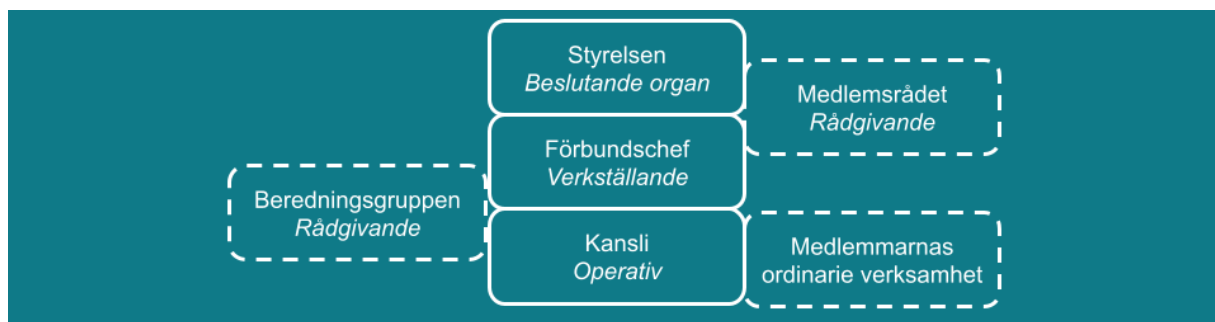 Styrelsen
Beslutande organ
Medlemsrådet
Rådgivande
Förbundschef
Verkställande
Beredningsgruppen
Rådgivande
Kansli
Operativ
Medlemmarnas
ordinarie verksamhet